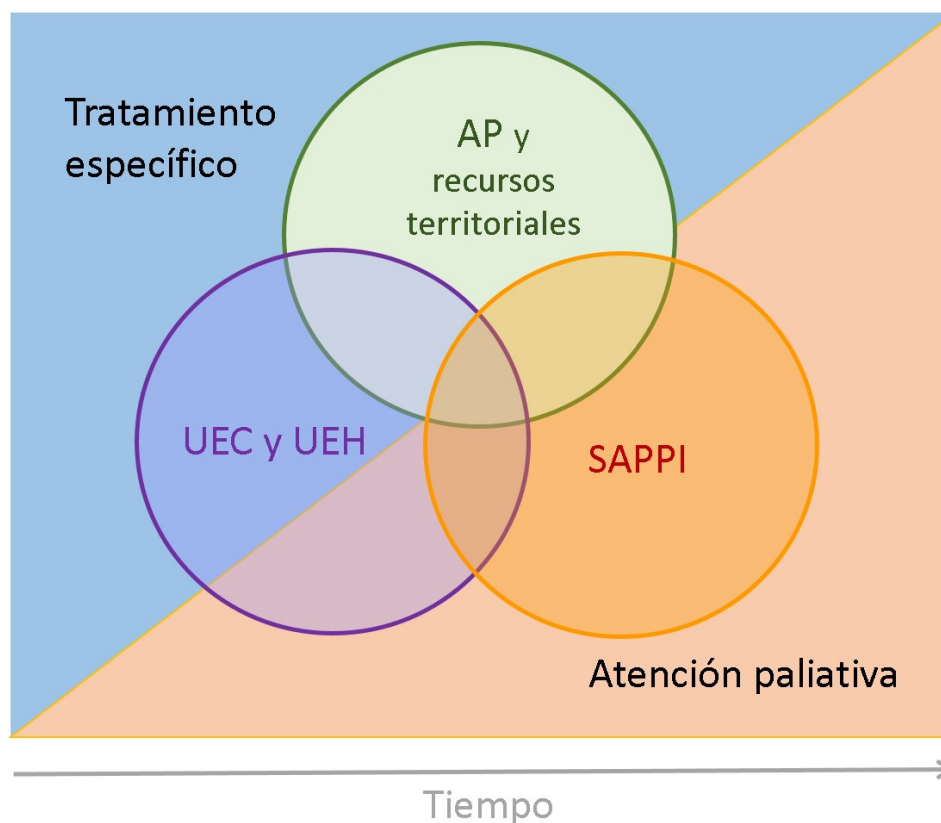 Tratamiento
específico
AP y
recursos
territoriales
UEC y UEH
SAPPI
Atención paliativa
Tiempo